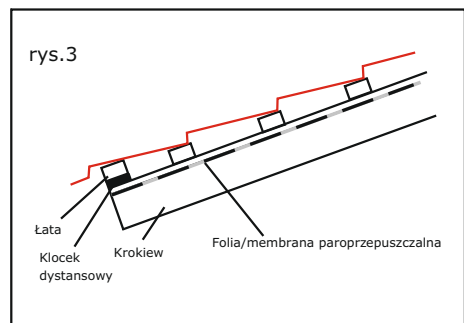 rys.3
Łata
Klocek
dystansowy
Krokiew
Folia/membrana paroprzepuszczalna